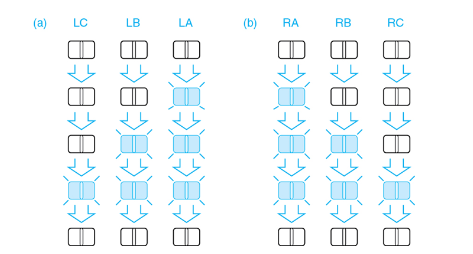 (a) LC LB LA (b) RA RB RC